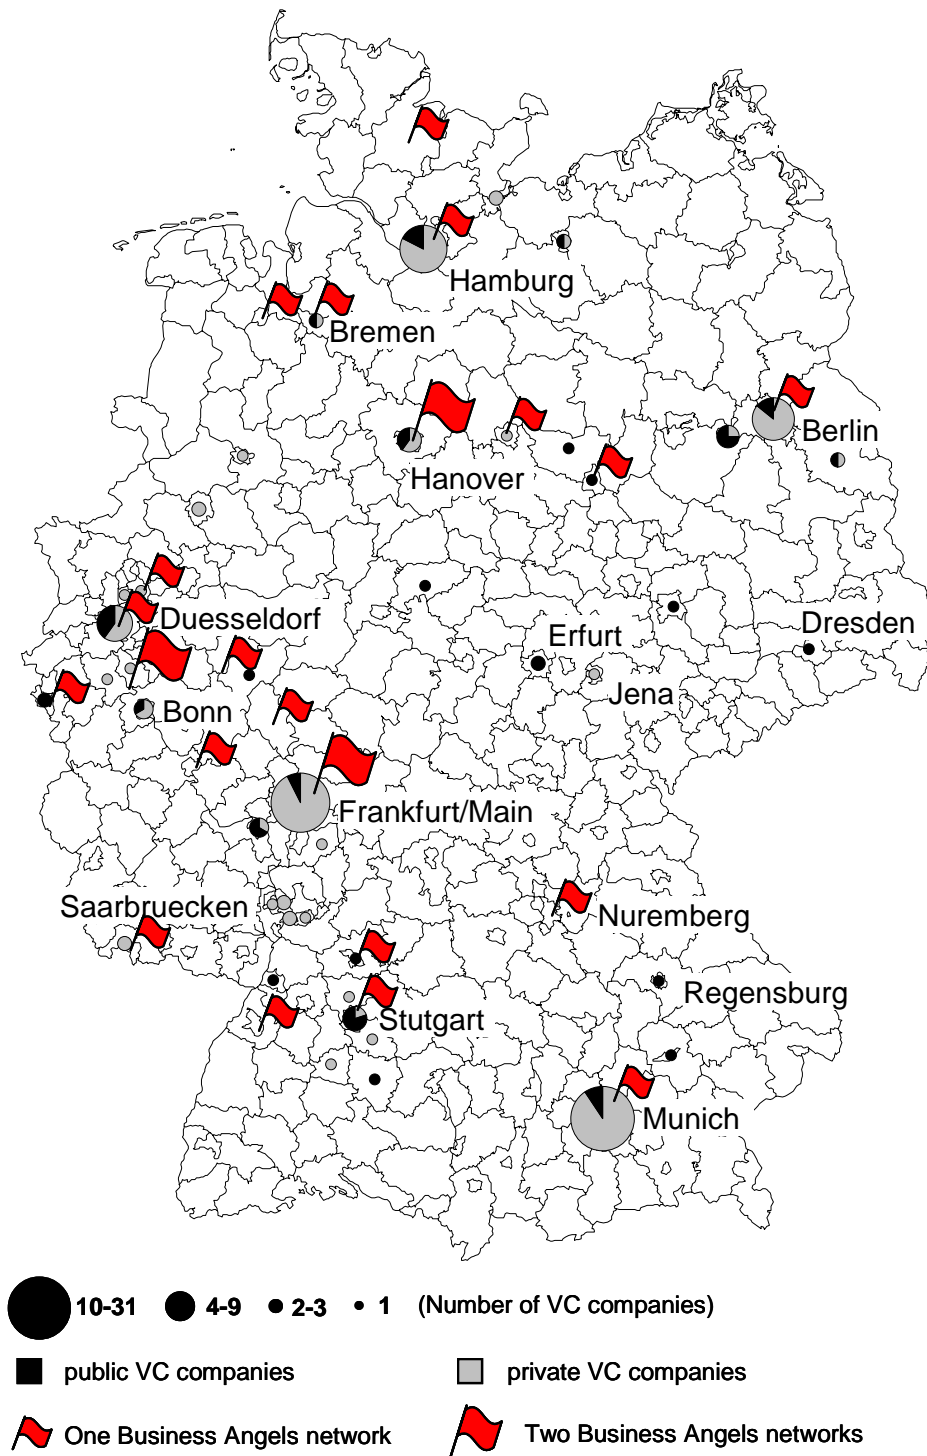 Hamburg
Bremen
Berlin
Hanover
Duesseldorf
Erfurt
Dresden
Jena
Bonn
Frankfurt/Main
Saarbruecken
Nuremberg
Regensburg
Stutgart
Munich
10-31 4-9 2-3 1 (Number of VC companies)
public VC companies private VC companies
One Business Angels network Two Business Angels networks